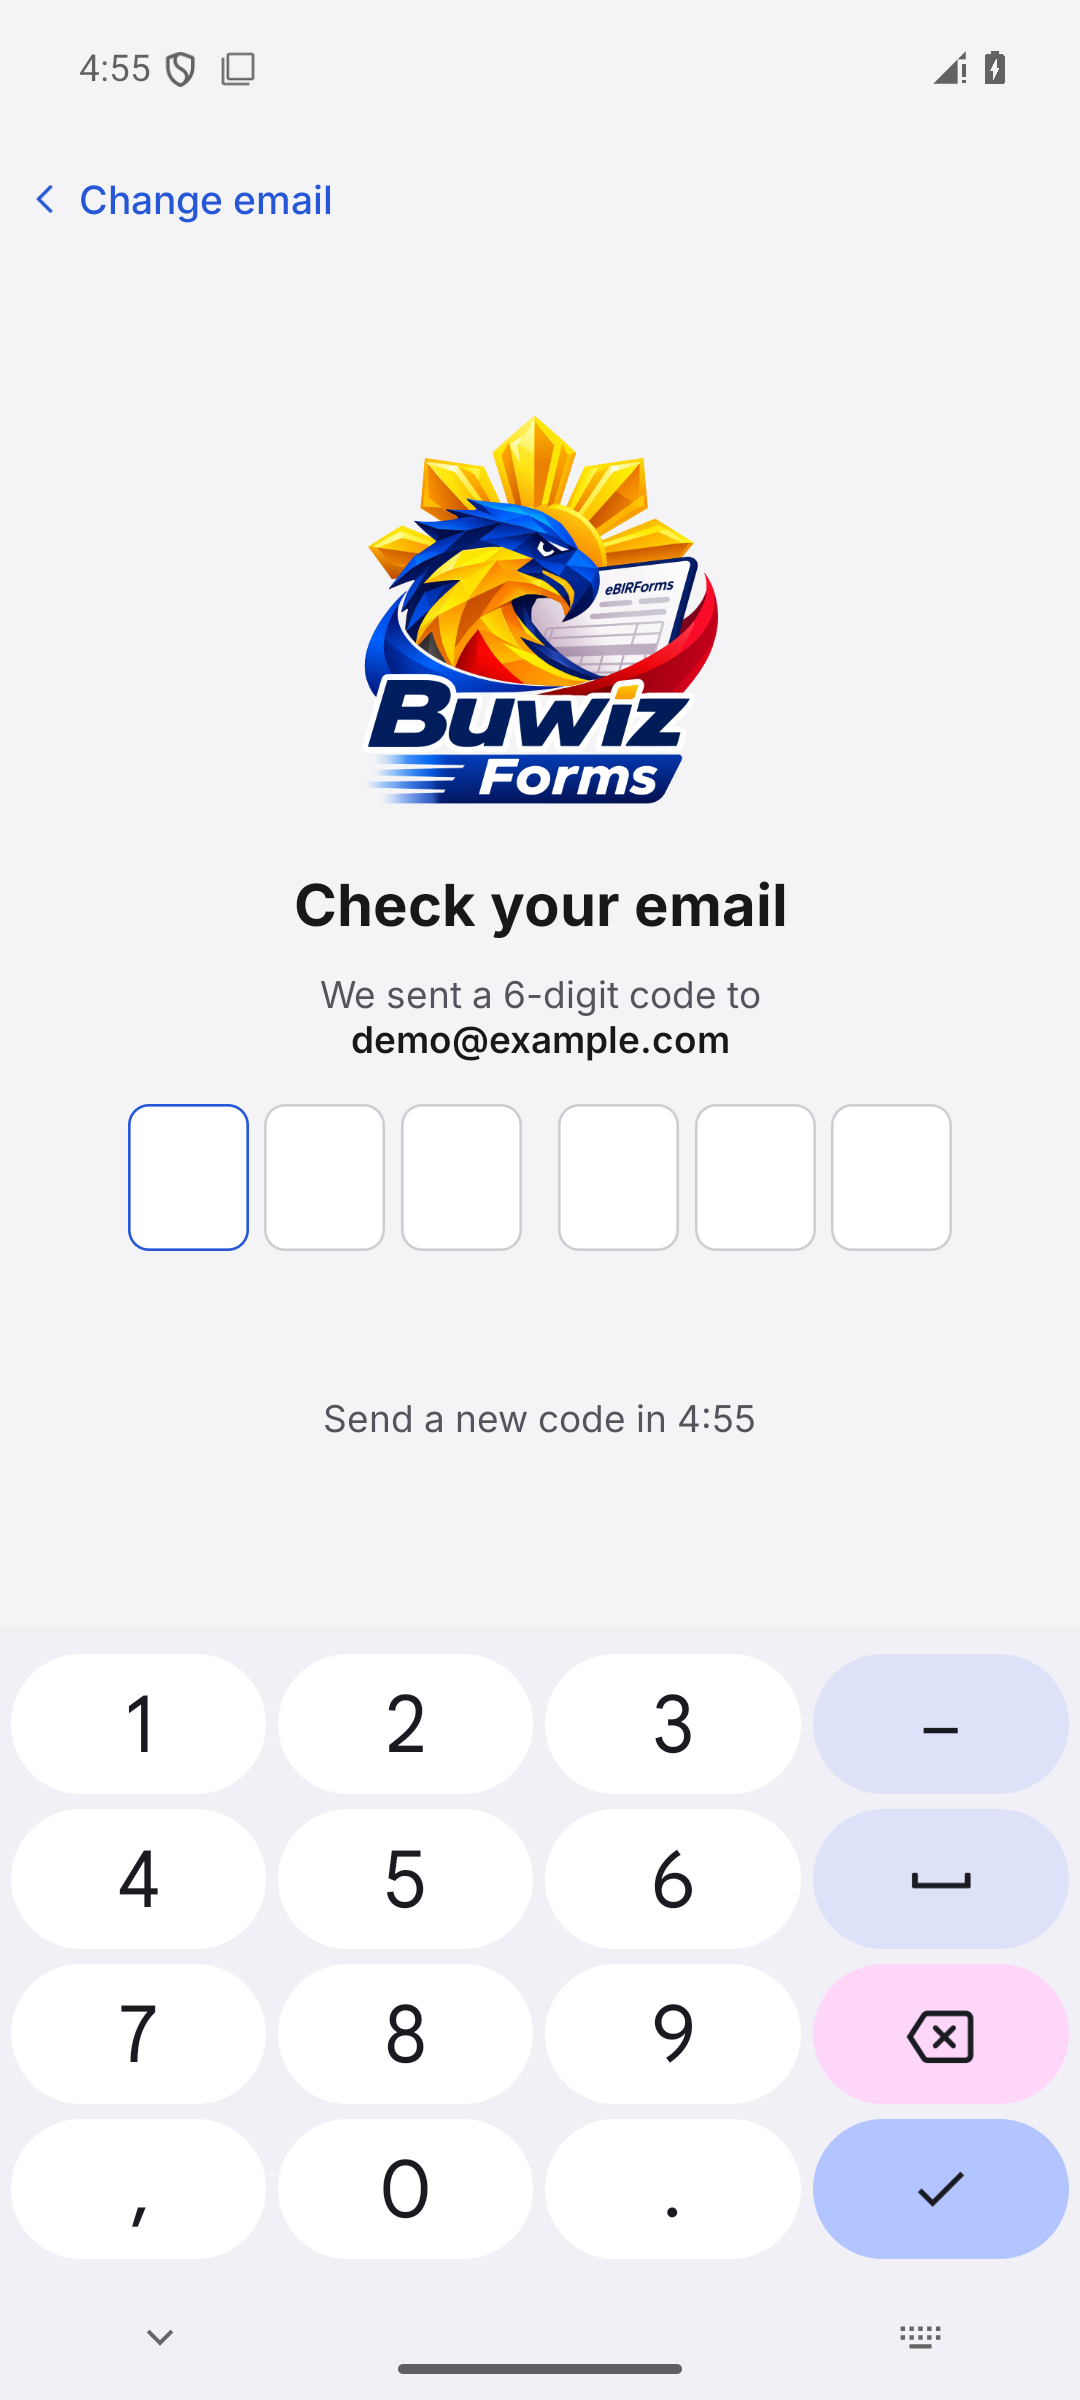 4:55
Change email
eBIRForms
Buwiz
Forms
Check your email
We sent a 6-digit code to
demo@example.com
Send a new code in 4:55
1 2 3 –
4 5 6
7 8 9
, 0 .